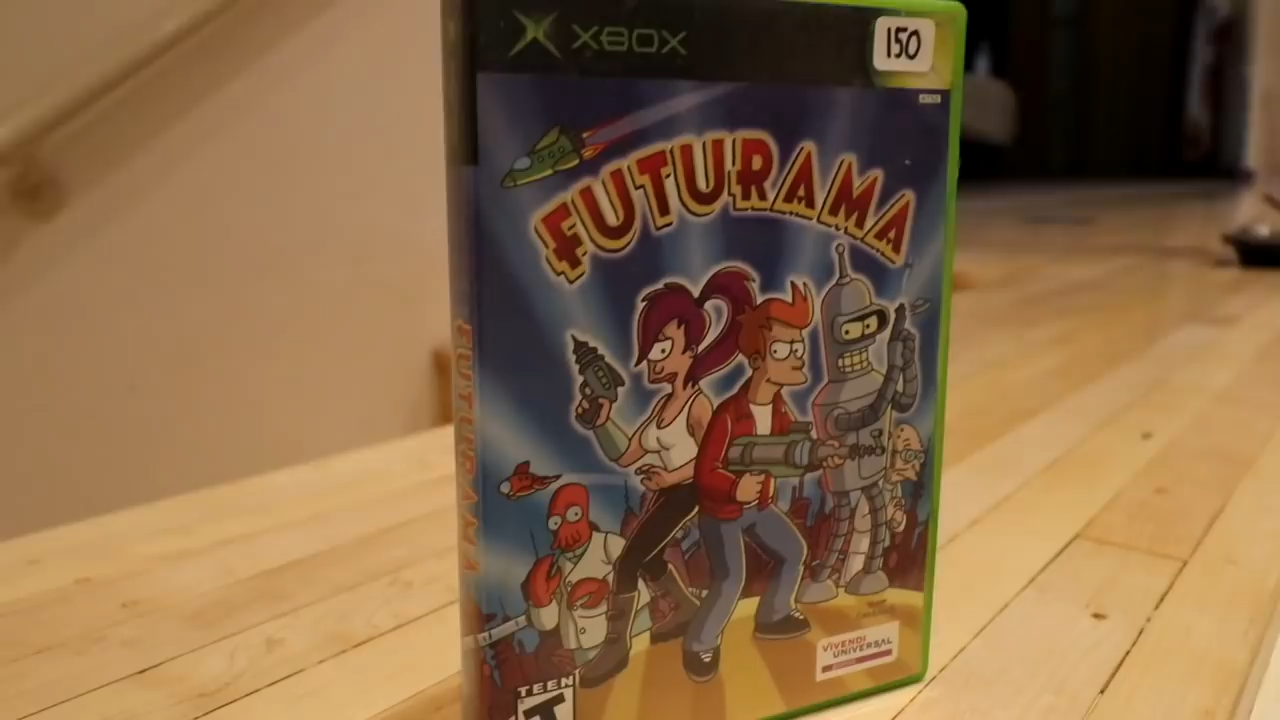 XBOX
150
FUTURAMA
FUTURAMA
VIVENDI
UNIVERSAL
TEEN
T